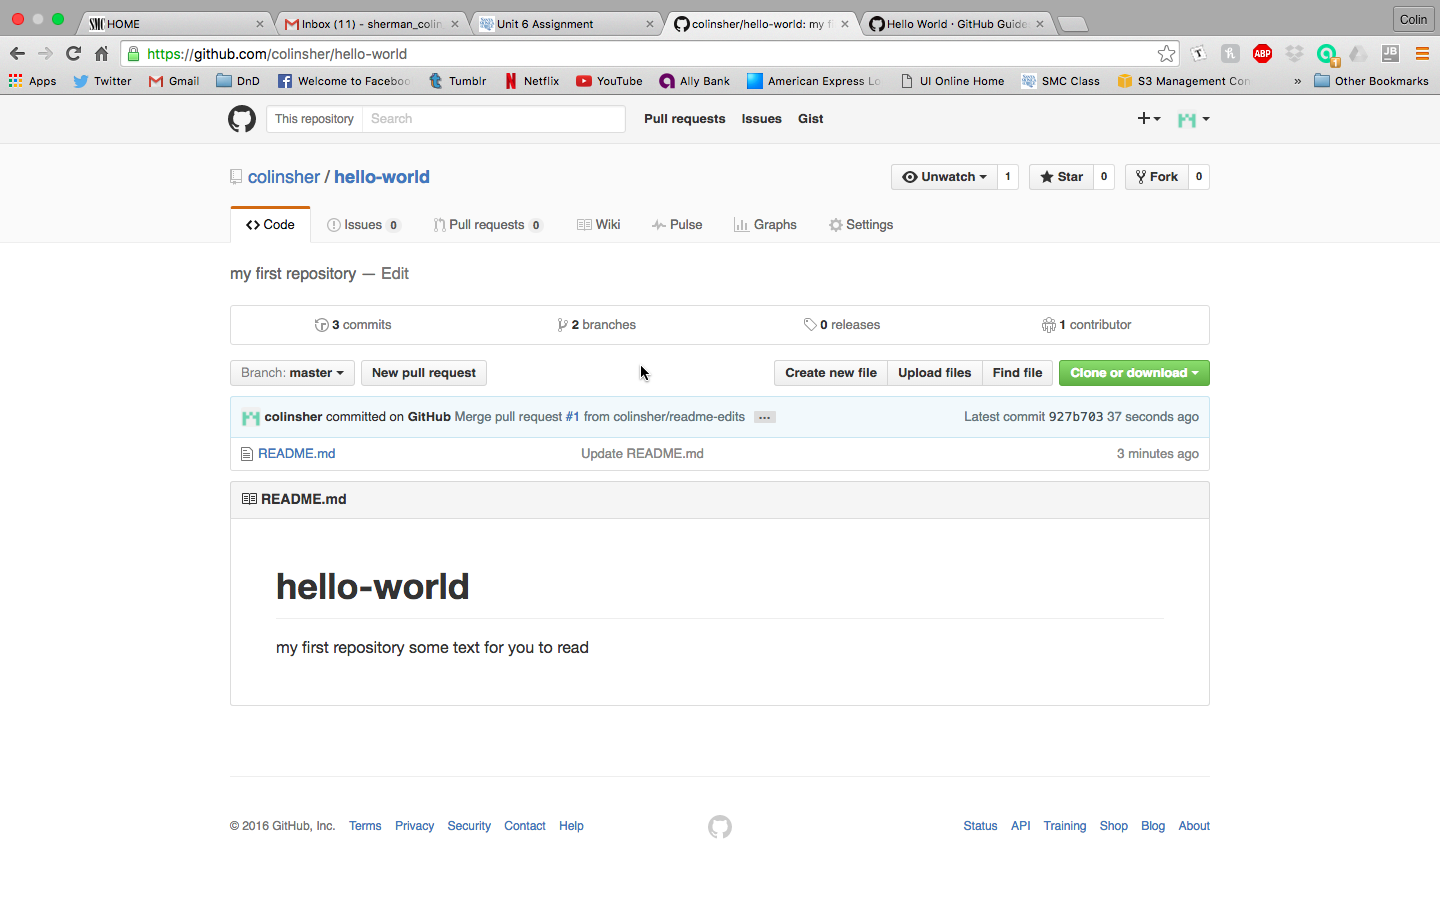 HOME
Inbox (11) - sherman_colin
Unit 6 Assignment
colinsher/hello-world: my fi
Hello World · GitHub Guide
Colin
https://github.com/colinsher/hello-world
ABP
1
JB
Apps
Twitter
Gmail
DnD
Welcome to Faceboo
Tumblr
Netflix
YouTube
Ally Bank
American Express Lo
UI Online Home
SMC Class
S3 Management Con
»
Other Bookmarks
This repository
Search
Pull requests
Issues
Gist
colinsher / hello-world
Unwatch
1
Star
0
Fork
0
Code
Issues 0
Pull requests 0
Wiki
Pulse
Graphs
Settings
my first repository — Edit
3 commits
2 branches
0 releases
1 contributor
Branch: master
New pull request
Create new file
Upload files
Find file
Clone or download
colinsher committed on GitHub Merge pull request #1 from colinsher/readme-edits ...
Latest commit 927b703 37 seconds ago
README.md
Update README.md
3 minutes ago
README.md
hello-world
my first repository some text for you to read
© 2016 GitHub, Inc.
Terms
Privacy
Security
Contact
Help
Status
API
Training
Shop
Blog
About